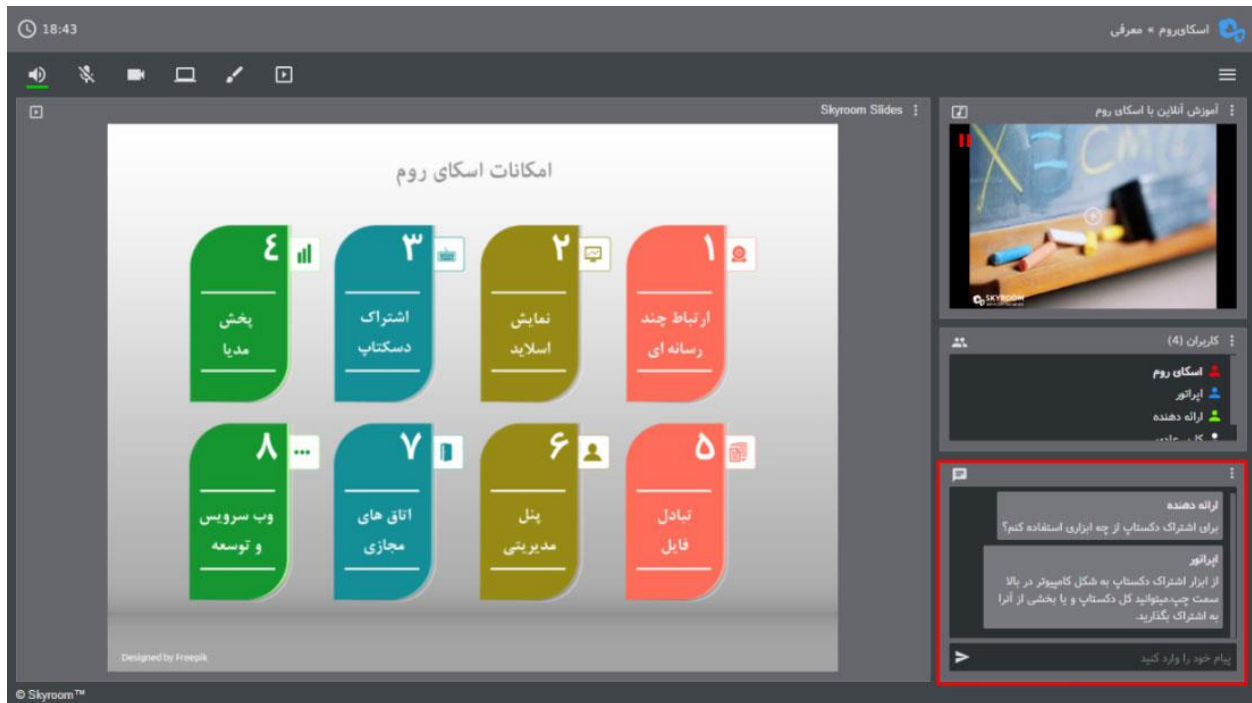 18:43
اسکای‌روم » معرفی
Skyroom Slides
امکانات اسکای روم
۱
ارتباط چند
رسانه ای
۲
نمایش
اسلاید
۳
اشتراک
دسکتاپ
٤
پخش
مدیا
۵
تبادل
فایل
۶
پنل
مدیریتی
۷
اتاق های
مجازی
۸
وب سرویس
و توسعه
Designed by Freepik
آموزش آنلاین با اسکای روم
SKYROOM
کاربران (4)
اسکای روم
اپراتور
ارائه دهنده
ارائه دهنده
برای اشتراک دکستاپ از چه ابزاری استفاده کنم؟
اپراتور
از ابزار اشتراک دکستاپ به شکل کامپیوتر در بالا
سمت چپ.میتوانید کل دکستاپ و یا بخشی از آنرا
به اشتراک بگذارید.
پیام خود را وارد کنید
© Skyroom™